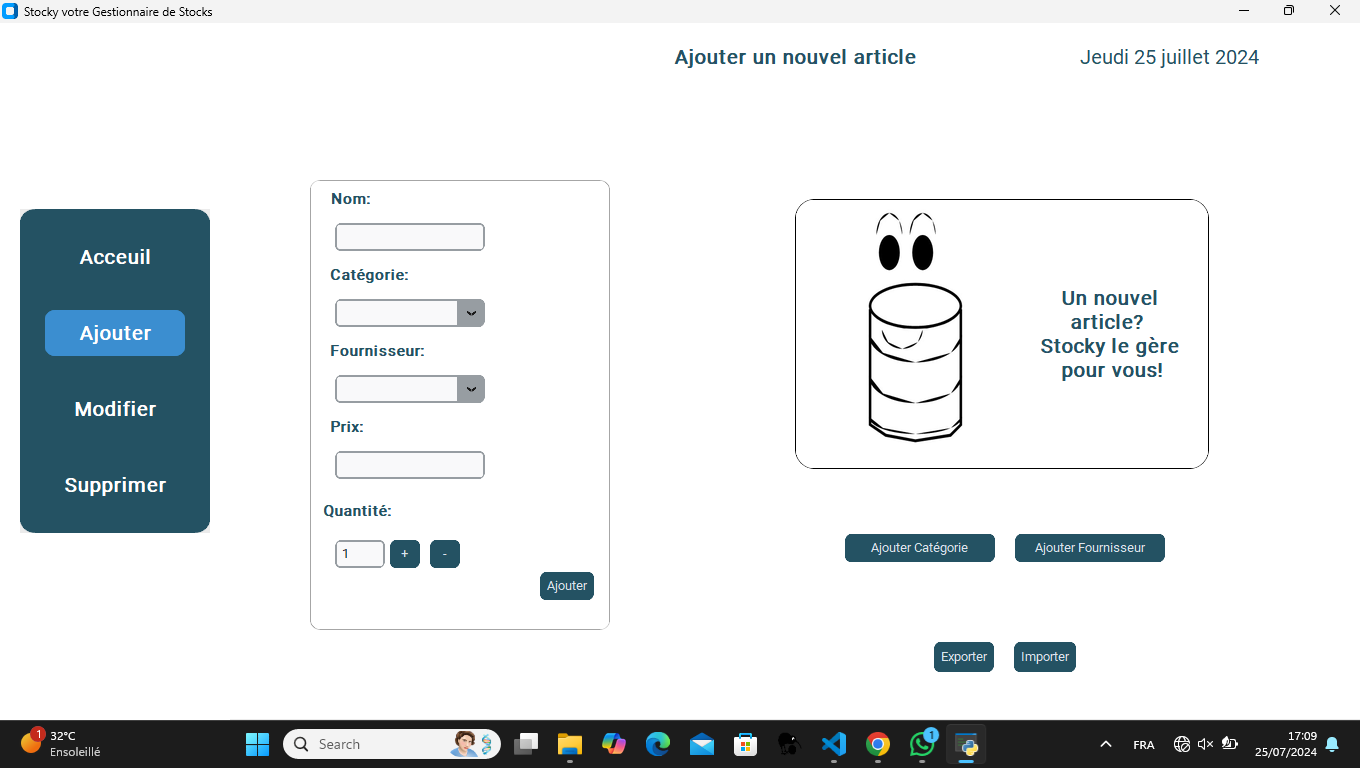 Stocky votre Gestionnaire de Stocks
Ajouter un nouvel article
Jeudi 25 juillet 2024
Acceuil
Ajouter
Modifier
Supprimer
Nom:
Catégorie:
Fournisseur:
Prix:
Quantité:
1
+
-
Ajouter
Un nouvel
article?
Stocky le gère
pour vous!
Ajouter Catégorie
Ajouter Fournisseur
Exporter
Importer
1
32°C
Ensoleillé
Search
1
FRA
17:09
25/07/2024